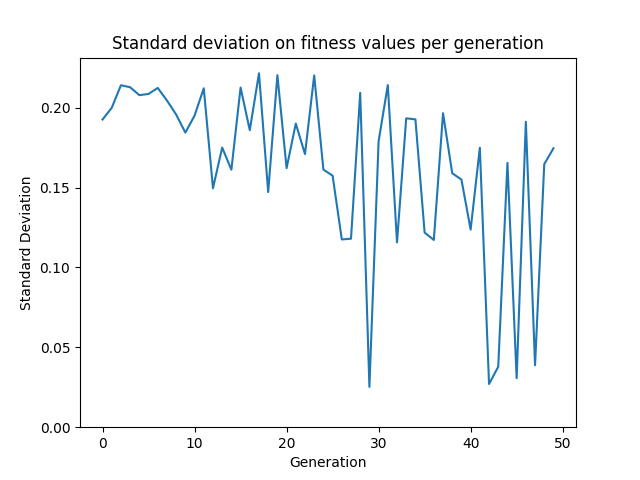 Standard deviation on fitness values per generation
0.20
0.15
0.10
0.05
0.00
Standard Deviation
0 10 20 30 40 50
Generation